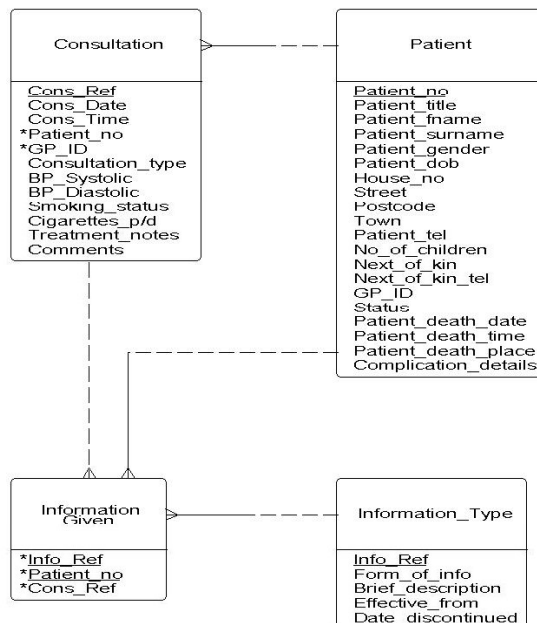 Consultation
Cons_Ref
Cons_Date
Cons_Time
*Patient_no
*GP_ID
Consultation_type
BP_Systolic
BP_Diastolic
Smoking_status
Cigarettes_p/d
Treatment_notes
Comments
Patient
Patient_no
Patient_title
Patient_fname
Patient_surname
Patient_gender
Patient_dob
House_no
Street
Postcode
Town
Patient_tel
No_of_children
Next_of_kin
Next_of_kin_tel
GP_ID
Status
Patient_death_date
Patient_death_time
Patient_death_place
Complication_details
Information
Given
*Info_Ref
*Patient_no
*Cons_Ref
Information_Type
Info_Ref
Form_of_info
Brief_description
Effective_from
Date_discontinued